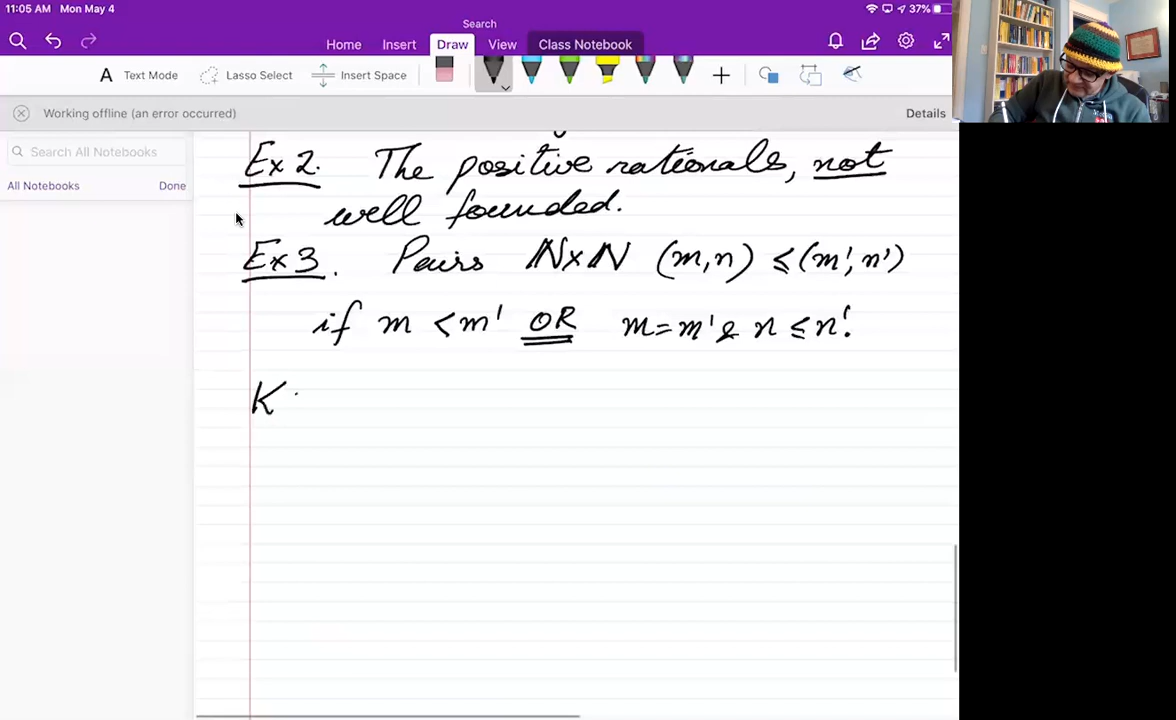 11:05 AM Mon May 4
37%
Search
Home Insert Draw View Class Notebook
Text Mode Lasso Select Insert Space
Working offline (an error occurred) Details
Search All Notebooks
All Notebooks Done
Ex 2. The positive rationals, not
well founded.
Ex 3. Pairs ℕ×ℕ (m,n) ≤ (m',n')
if m < m' OR m = m' & n ≤ n'.
K